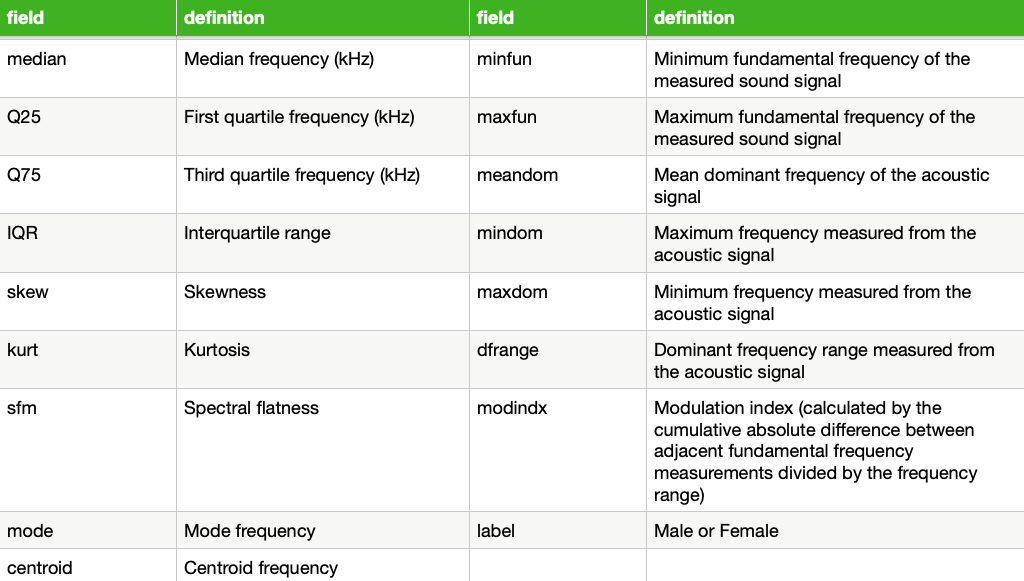 field definition field definition
median Median frequency (kHz) minfun Minimum fundamental frequency of the
measured sound signal
Q25 First quartile frequency (kHz) maxfun Maximum fundamental frequency of the
measured sound signal
Q75 Third quartile frequency (kHz) meandom Mean dominant frequency of the acoustic
signal
IQR Interquartile range mindom Maximum frequency measured from the
acoustic signal
skew Skewness maxdom Minimum frequency measured from the
acoustic signal
kurt Kurtosis dfrange Dominant frequency range measured from
the acoustic signal
sfm Spectral flatness modindx Modulation index (calculated by the
cumulative absolute difference between
adjacent fundamental frequency
measurements divided by the frequency
range)
mode Mode frequency label Male or Female
centroid Centroid frequency